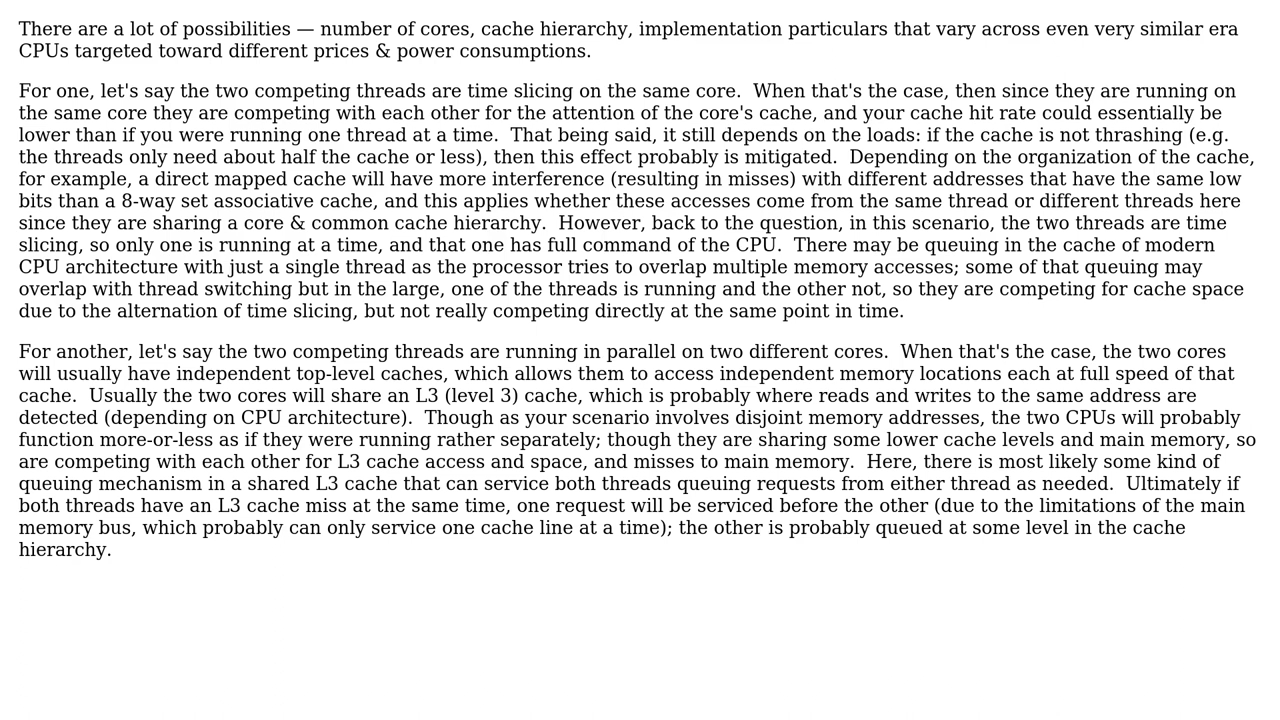 There are a lot of possibilities — number of cores, cache hierarchy, implementation particulars that vary across even very similar era
CPUs targeted toward different prices & power consumptions.
For one, let's say the two competing threads are time slicing on the same core.  When that's the case, then since they are running on
the same core they are competing with each other for the attention of the core's cache, and your cache hit rate could essentially be
lower than if you were running one thread at a time.  That being said, it still depends on the loads: if the cache is not thrashing (e.g.
the threads only need about half the cache or less), then this effect probably is mitigated.  Depending on the organization of the cache,
for example, a direct mapped cache will have more interference (resulting in misses) with different addresses that have the same low
bits than a 8-way set associative cache, and this applies whether these accesses come from the same thread or different threads here
since they are sharing a core & common cache hierarchy.  However, back to the question, in this scenario, the two threads are time
slicing, so only one is running at a time, and that one has full command of the CPU.  There may be queuing in the cache of modern
CPU architecture with just a single thread as the processor tries to overlap multiple memory accesses; some of that queuing may
overlap with thread switching but in the large, one of the threads is running and the other not, so they are competing for cache space
due to the alternation of time slicing, but not really competing directly at the same point in time.
For another, let's say the two competing threads are running in parallel on two different cores.  When that's the case, the two cores
will usually have independent top-level caches, which allows them to access independent memory locations each at full speed of that
cache.  Usually the two cores will share an L3 (level 3) cache, which is probably where reads and writes to the same address are
detected (depending on CPU architecture).  Though as your scenario involves disjoint memory addresses, the two CPUs will probably
function more-or-less as if they were running rather separately; though they are sharing some lower cache levels and main memory, so
are competing with each other for L3 cache access and space, and misses to main memory.  Here, there is most likely some kind of
queuing mechanism in a shared L3 cache that can service both threads queuing requests from either thread as needed.  Ultimately if
both threads have an L3 cache miss at the same time, one request will be serviced before the other (due to the limitations of the main
memory bus, which probably can only service one cache line at a time); the other is probably queued at some level in the cache
hierarchy.